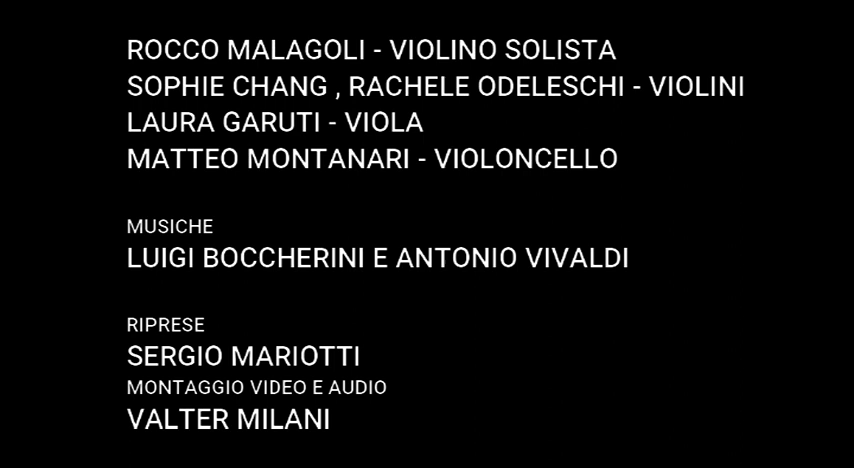 ROCCO MALAGOLI - VIOLINO SOLISTA
SOPHIE CHANG , RACHELE ODELESCHI - VIOLINI
LAURA GARUTI - VIOLA
MATTEO MONTANARI - VIOLONCELLO
MUSICHE
LUIGI BOCCHERINI E ANTONIO VIVALDI
RIPRESE
SERGIO MARIOTTI
MONTAGGIO VIDEO E AUDIO
VALTER MILANI